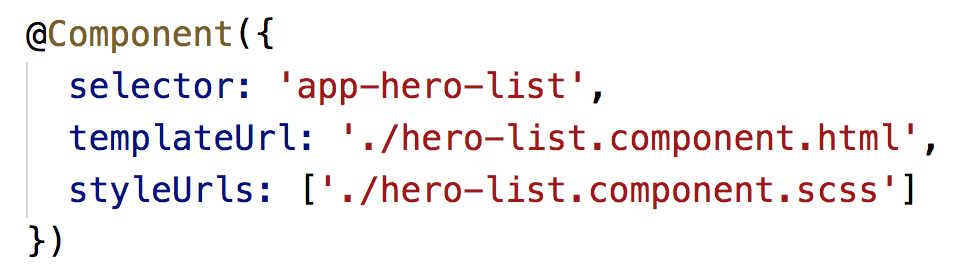 @Component({
  selector: 'app-hero-list',
  templateUrl: './hero-list.component.html',
  styleUrls: ['./hero-list.component.scss']
})